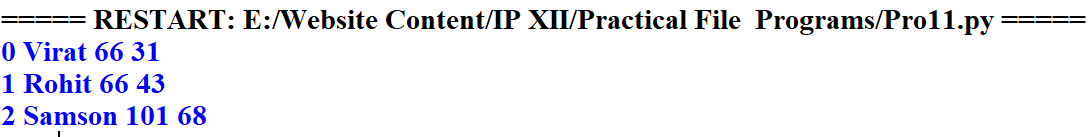 ===== RESTART: E:/Website Content/IP XII/Practical File  Programs/Pro11.py =====
0 Virat 66 31
1 Rohit 66 43
2 Samson 101 68